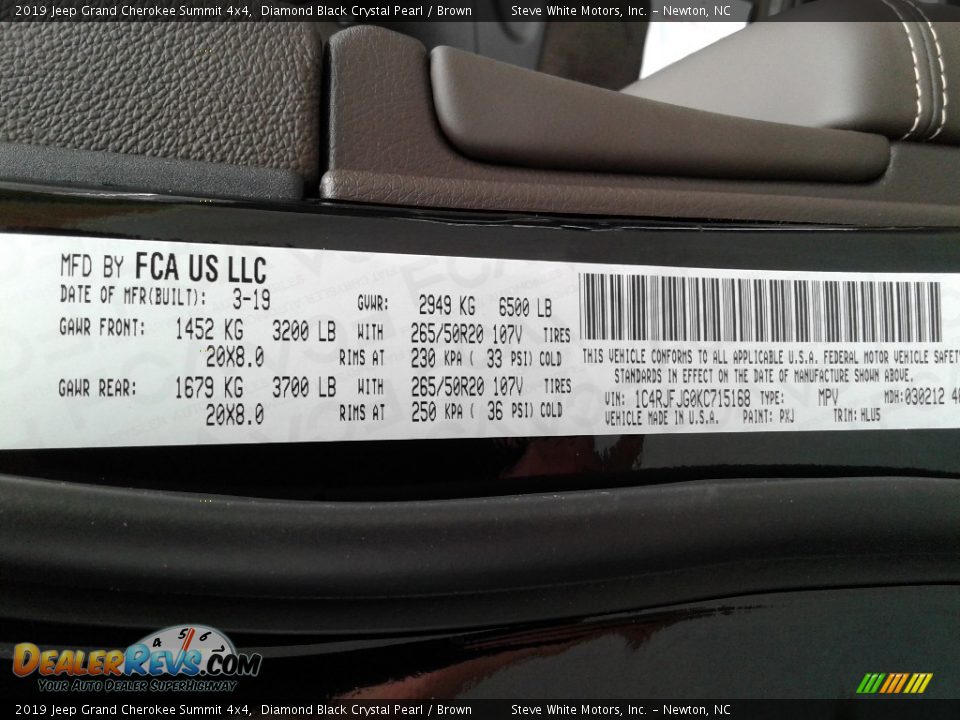 2019 Jeep Grand Cherokee Summit 4x4, Diamond Black Crystal Pearl / Brown Steve White Motors, Inc. – Newton, NC
MFD BY FCA US LLC
DATE OF MFR(BUILT): 3-19 GVWR: 2949 KG 6500 LB
GAWR FRONT: 1452 KG 3200 LB WITH 265/50R20 107V TIRES
20X8.0 RIMS AT 230 KPA ( 33 PSI) COLD
GAWR REAR: 1679 KG 3700 LB WITH 265/50R20 107V TIRES
20X8.0 RIMS AT 250 KPA ( 36 PSI) COLD
THIS VEHICLE CONFORMS TO ALL APPLICABLE U.S.A. FEDERAL MOTOR VEHICLE SAFETY
STANDARDS IN EFFECT ON THE DATE OF MANUFACTURE SHOWN ABOVE.
VIN: 1C4RJFJG0KC715168 TYPE: MPV MDH:030212 40
VEHICLE MADE IN U.S.A. PAINT: PXJ TRIM: HLU5
4 5 6
DealerRevs.com
Your Auto Dealer SuperHighway
2019 Jeep Grand Cherokee Summit 4x4, Diamond Black Crystal Pearl / Brown Steve White Motors, Inc. – Newton, NC